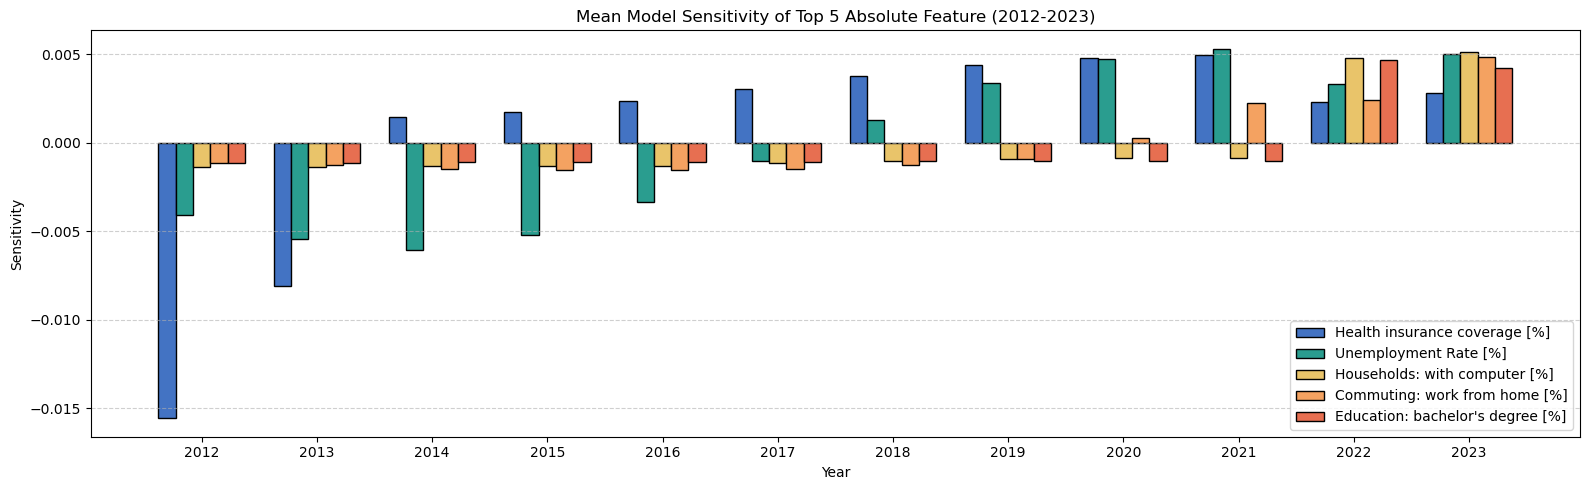 Mean Model Sensitivity of Top 5 Absolute Feature (2012-2023)
Sensitivity
0.005
0.000
−0.005
−0.010
−0.015
Health insurance coverage [%]
Unemployment Rate [%]
Households: with computer [%]
Commuting: work from home [%]
Education: bachelor's degree [%]
2012 2013 2014 2015 2016 2017 2018 2019 2020 2021 2022 2023
Year